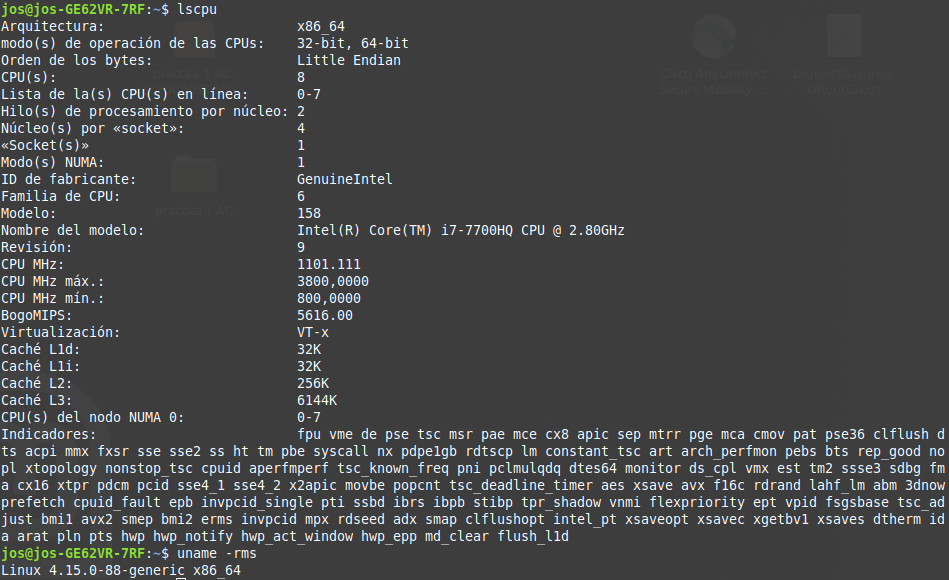 jos@jos-GE62VR-7RF:~$ lscpu
Arquitectura:                        x86_64
modo(s) de operación de las CPUs:    32-bit, 64-bit
Orden de los bytes:                  Little Endian
CPU(s):                              8
Lista de la(s) CPU(s) en línea:      0-7
Hilo(s) de procesamiento por núcleo: 2
Núcleo(s) por «socket»:              4
«Socket(s)»                          1
Modo(s) NUMA:                        1
ID de fabricante:                    GenuineIntel
Familia de CPU:                      6
Modelo:                              158
Nombre del modelo:                   Intel(R) Core(TM) i7-7700HQ CPU @ 2.80GHz
Revisión:                            9
CPU MHz:                             1101.111
CPU MHz máx.:                        3800,0000
CPU MHz mín.:                        800,0000
BogoMIPS:                            5616.00
Virtualización:                      VT-x
Caché L1d:                           32K
Caché L1i:                           32K
Caché L2:                            256K
Caché L3:                            6144K
CPU(s) del nodo NUMA 0:              0-7
Indicadores:                         fpu vme de pse tsc msr pae mce cx8 apic sep mtrr pge mca cmov pat pse36 clflush d
ts acpi mmx fxsr sse sse2 ss ht tm pbe syscall nx pdpe1gb rdtscp lm constant_tsc art arch_perfmon pebs bts rep_good no
pl xtopology nonstop_tsc cpuid aperfmperf tsc_known_freq pni pclmulqdq dtes64 monitor ds_cpl vmx est tm2 ssse3 sdbg fm
a cx16 xtpr pdcm pcid sse4_1 sse4_2 x2apic movbe popcnt tsc_deadline_timer aes xsave avx f16c rdrand lahf_lm abm 3dnow
prefetch cpuid_fault epb invpcid_single pti ssbd ibrs ibpb stibp tpr_shadow vnmi flexpriority ept vpid fsgsbase tsc_ad
just bmi1 avx2 smep bmi2 erms invpcid mpx rdseed adx smap clflushopt intel_pt xsaveopt xsavec xgetbv1 xsaves dtherm id
a arat pln pts hwp hwp_notify hwp_act_window hwp_epp md_clear flush_l1d
jos@jos-GE62VR-7RF:~$ uname -rms
Linux 4.15.0-88-generic x86_64